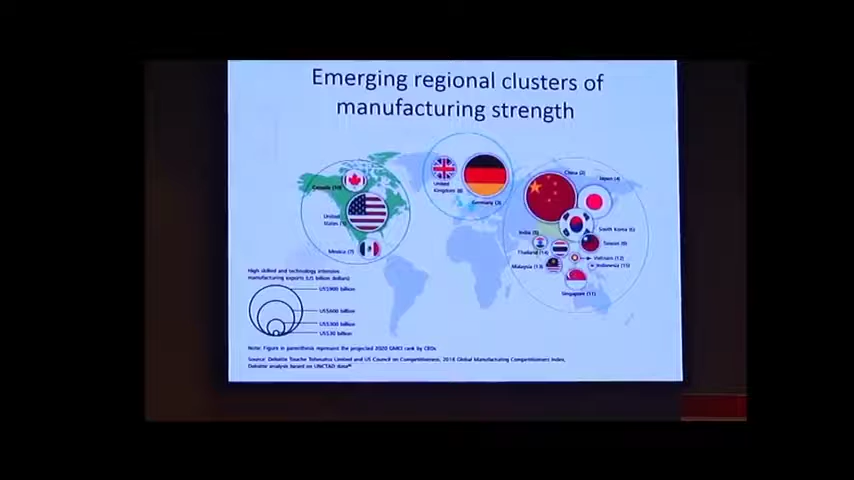 Emerging regional clusters of
manufacturing strength
Canada (10)
United
States (1)
Mexico (7)
United
Kingdom (8)
Germany (3)
China (2)
Japan (4)
South Korea (6)
India (5)
Taiwan (9)
Thailand (14)
Vietnam (12)
Malaysia (13)
Indonesia (15)
Singapore (11)
High skilled and technology intensive
manufacturing exports (US billion dollars)
US$900 billion
US$600 billion
US$300 billion
US$30 billion
Note: Figure in parenthesis represent the projected 2020 GMCI rank by CEOs
Source: Deloitte Touche Tohmatsu Limited and US Council on Competitiveness, 2016 Global Manufacturing Competitiveness Index,
Deloitte analysis based on UNCTAD data